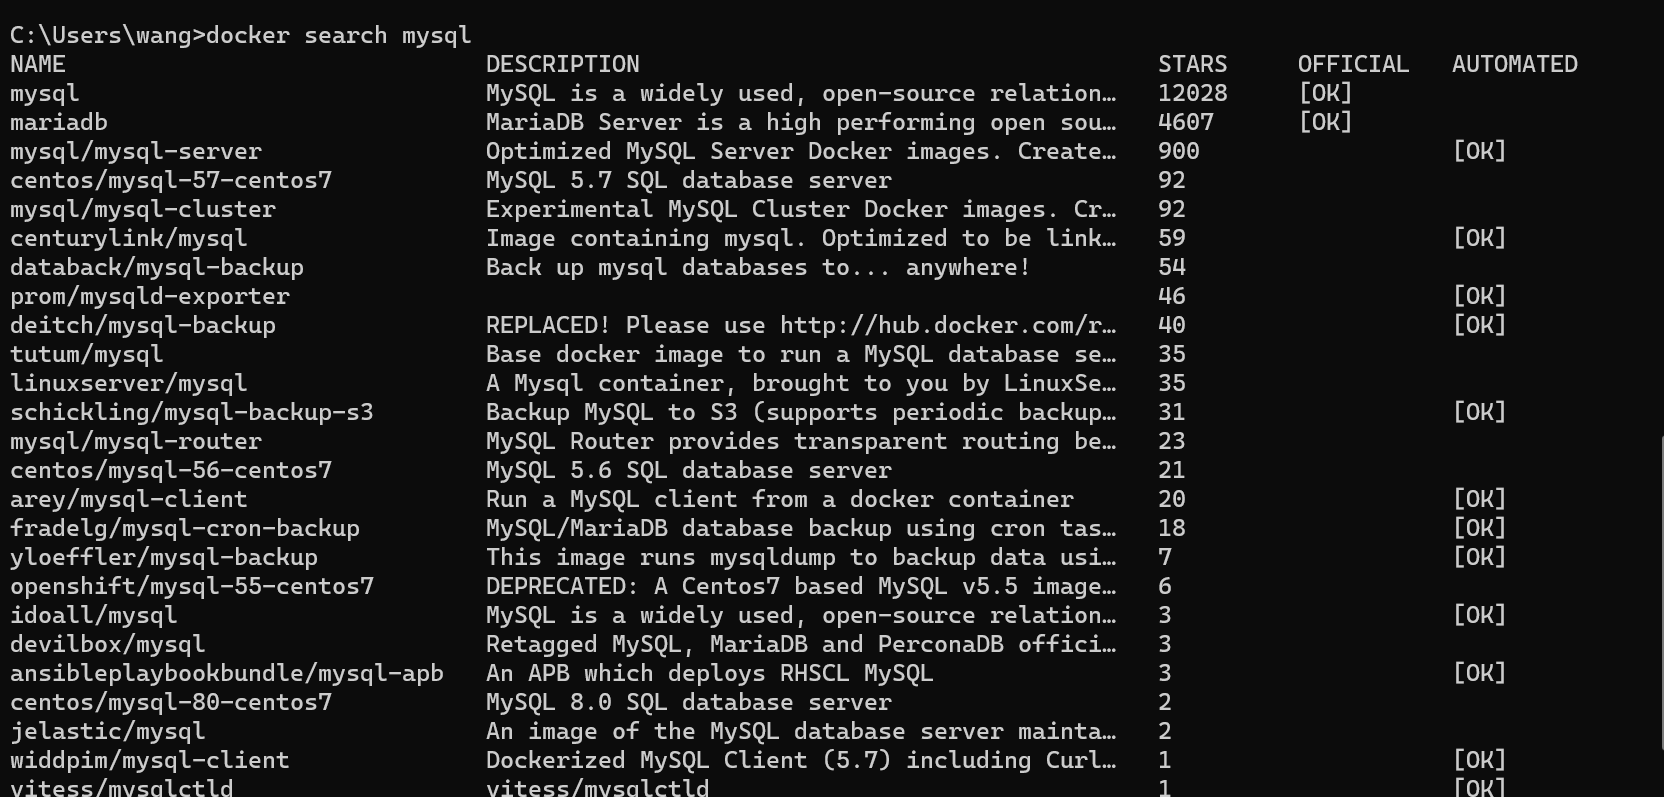 C:\Users\wang>docker search mysql
NAME                              DESCRIPTION                                     STARS     OFFICIAL   AUTOMATED
mysql                             MySQL is a widely used, open-source relation…   12028     [OK]
mariadb                           MariaDB Server is a high performing open sou…   4607      [OK]
mysql/mysql-server                Optimized MySQL Server Docker images. Create…   900                  [OK]
centos/mysql-57-centos7           MySQL 5.7 SQL database server                   92
mysql/mysql-cluster               Experimental MySQL Cluster Docker images. Cr…   92
centurylink/mysql                 Image containing mysql. Optimized to be link…   59                   [OK]
databack/mysql-backup             Back up mysql databases to... anywhere!         54
prom/mysqld-exporter                                                              46                   [OK]
deitch/mysql-backup               REPLACED! Please use http://hub.docker.com/r…   40                   [OK]
tutum/mysql                       Base docker image to run a MySQL database se…   35
linuxserver/mysql                 A Mysql container, brought to you by LinuxSe…   35
schickling/mysql-backup-s3        Backup MySQL to S3 (supports periodic backup…   31                   [OK]
mysql/mysql-router                MySQL Router provides transparent routing be…   23
centos/mysql-56-centos7           MySQL 5.6 SQL database server                   21
arey/mysql-client                 Run a MySQL client from a docker container      20                   [OK]
fradelg/mysql-cron-backup         MySQL/MariaDB database backup using cron tas…   18                   [OK]
yloeffler/mysql-backup            This image runs mysqldump to backup data usi…   7                    [OK]
openshift/mysql-55-centos7        DEPRECATED: A Centos7 based MySQL v5.5 image…   6
idoall/mysql                      MySQL is a widely used, open-source relation…   3                    [OK]
devilbox/mysql                    Retagged MySQL, MariaDB and PerconaDB offici…   3
ansibleplaybookbundle/mysql-apb   An APB which deploys RHSCL MySQL                3                    [OK]
centos/mysql-80-centos7           MySQL 8.0 SQL database server                   2
jelastic/mysql                    An image of the MySQL database server mainta…   2
widdpim/mysql-client              Dockerized MySQL Client (5.7) including Curl…   1                    [OK]
vitess/mysqlctld                  vitess/mysqlctld                                1                    [OK]